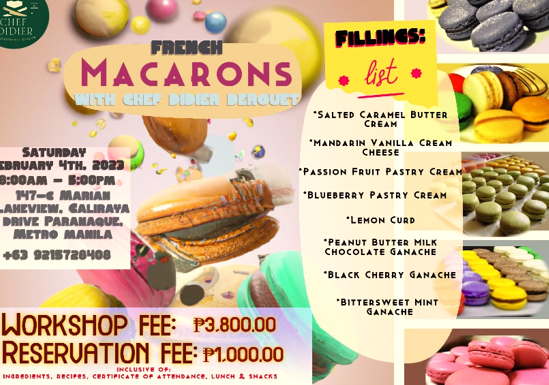 CHEF
DIDIER
FRENCH
MACARONS
WITH CHEF DIDIER DEROUET
SATURDAY
FEBRUARY 4TH, 2023
8:00AM – 5:00PM
147-C MARIAN
LAKEVIEW, CALIRAYA
DRIVE PARANAQUE,
METRO MANILA
+63 9215728408
WORKSHOP FEE: ₱3.800.00
RESERVATION FEE: ₱1.000.00
INCLUSIVE OF:
INGREDIENTS, RECIPES, CERTIFICATE OF ATTENDANCE, LUNCH & SNACKS
FILLINGS:
list
*SALTED CARAMEL BUTTER
CREAM
*MANDARIN VANILLA CREAM
CHEESE
*PASSION FRUIT PASTRY CREAM
*BLUEBERRY PASTRY CREAM
*LEMON CURD
*PEANUT BUTTER MILK
CHOCOLATE GANACHE
*BLACK CHERRY GANACHE
*BITTERSWEET MINT
GANACHE